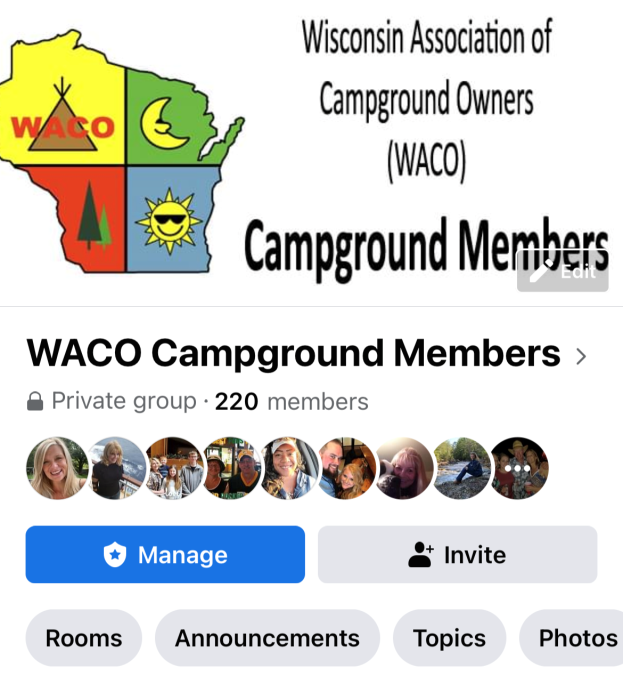 Wisconsin Association of
Campground Owners
(WACO)
WACO
Campground Members
Edit
WACO Campground Members
Private group · 220 members
Manage
Invite
Rooms
Announcements
Topics
Photos